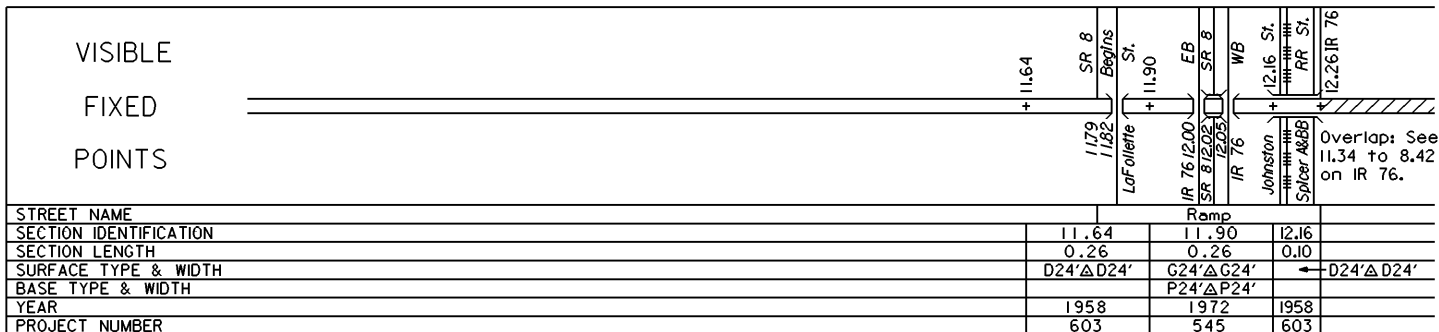 VISIBLE
FIXED
POINTS
11.64
SR 8
Begins
St.
11.90
EB
SR 8
WB
12.16 St.
RR St.
12.26 IR 76
11.79
11.82
LaFollette
IR 76 12.00
SR 8 12.02
12.05
IR 76
Johnston
Spicer A&BB
Overlap: See
11.34 to 8.42
on IR 76.
STREET NAME Ramp
SECTION IDENTIFICATION 11.64 11.90 12.16
SECTION LENGTH 0.26 0.26 0.10
SURFACE TYPE & WIDTH D24'△D24' G24'△G24' ←D24'△D24'
BASE TYPE & WIDTH P24'△P24'
YEAR 1958 1972 1958
PROJECT NUMBER 603 545 603